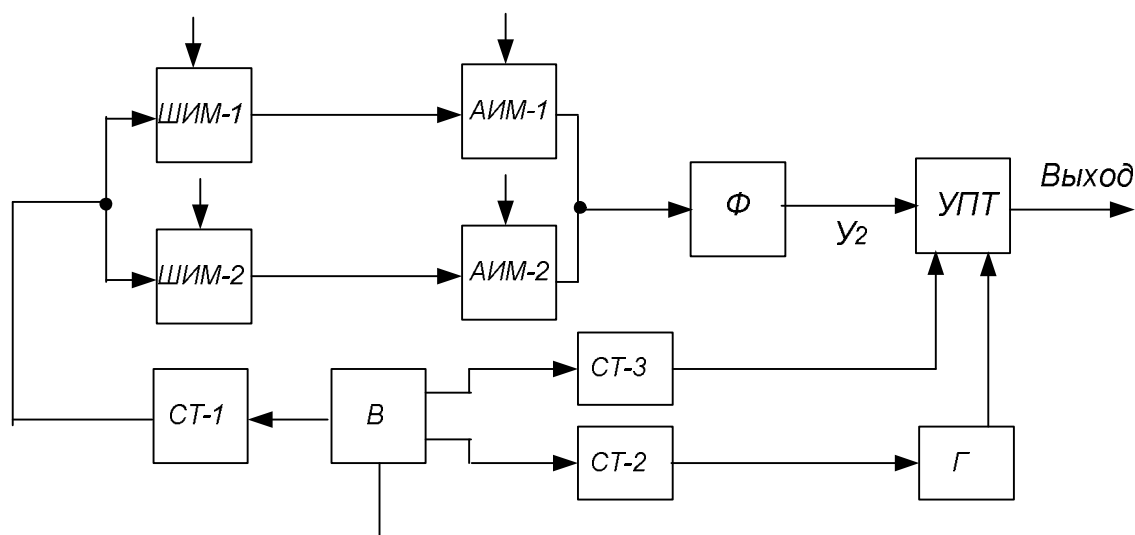 ШИМ-1
АИМ-1
Ф
УПТ
Выход
У2
ШИМ-2
АИМ-2
СТ-1
В
СТ-3
СТ-2
Г